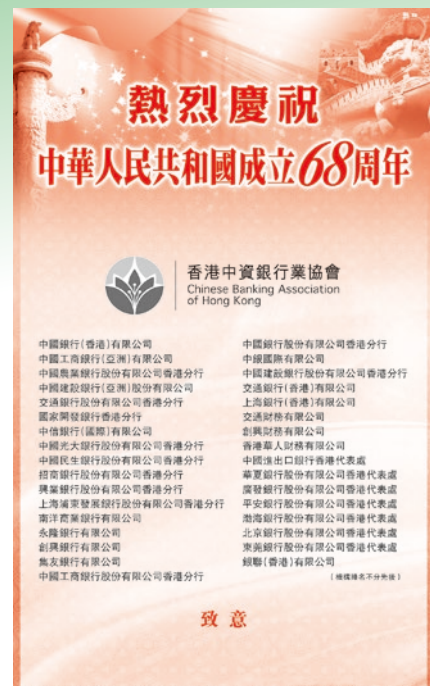 熱烈慶祝
中華人民共和國成立68周年
香港中資銀行業協會
Chinese Banking Association
of Hong Kong
中國銀行(香港)有限公司
中國工商銀行(亞洲)有限公司
中國農業銀行股份有限公司香港分行
中國建設銀行(亞洲)股份有限公司
交通銀行股份有限公司香港分行
國家開發銀行香港分行
中信銀行(國際)有限公司
中國光大銀行股份有限公司香港分行
中國民生銀行股份有限公司香港分行
招商銀行股份有限公司香港分行
興業銀行股份有限公司香港分行
上海浦東發展銀行股份有限公司香港分行
南洋商業銀行有限公司
永隆銀行有限公司
創興銀行有限公司
集友銀行有限公司
中國工商銀行股份有限公司香港分行
中國銀行股份有限公司香港分行
中銀國際有限公司
中國建設銀行股份有限公司香港分行
交通銀行(香港)有限公司
上海銀行(香港)有限公司
交通財務有限公司
創興財務有限公司
香港華人財務有限公司
中國進出口銀行香港代表處
華夏銀行股份有限公司香港代表處
廣發銀行股份有限公司香港代表處
平安銀行股份有限公司香港代表處
渤海銀行股份有限公司香港代表處
北京銀行股份有限公司香港代表處
東莞銀行股份有限公司香港代表處
銀聯(香港)有限公司
(機構排名不分先後)
致意